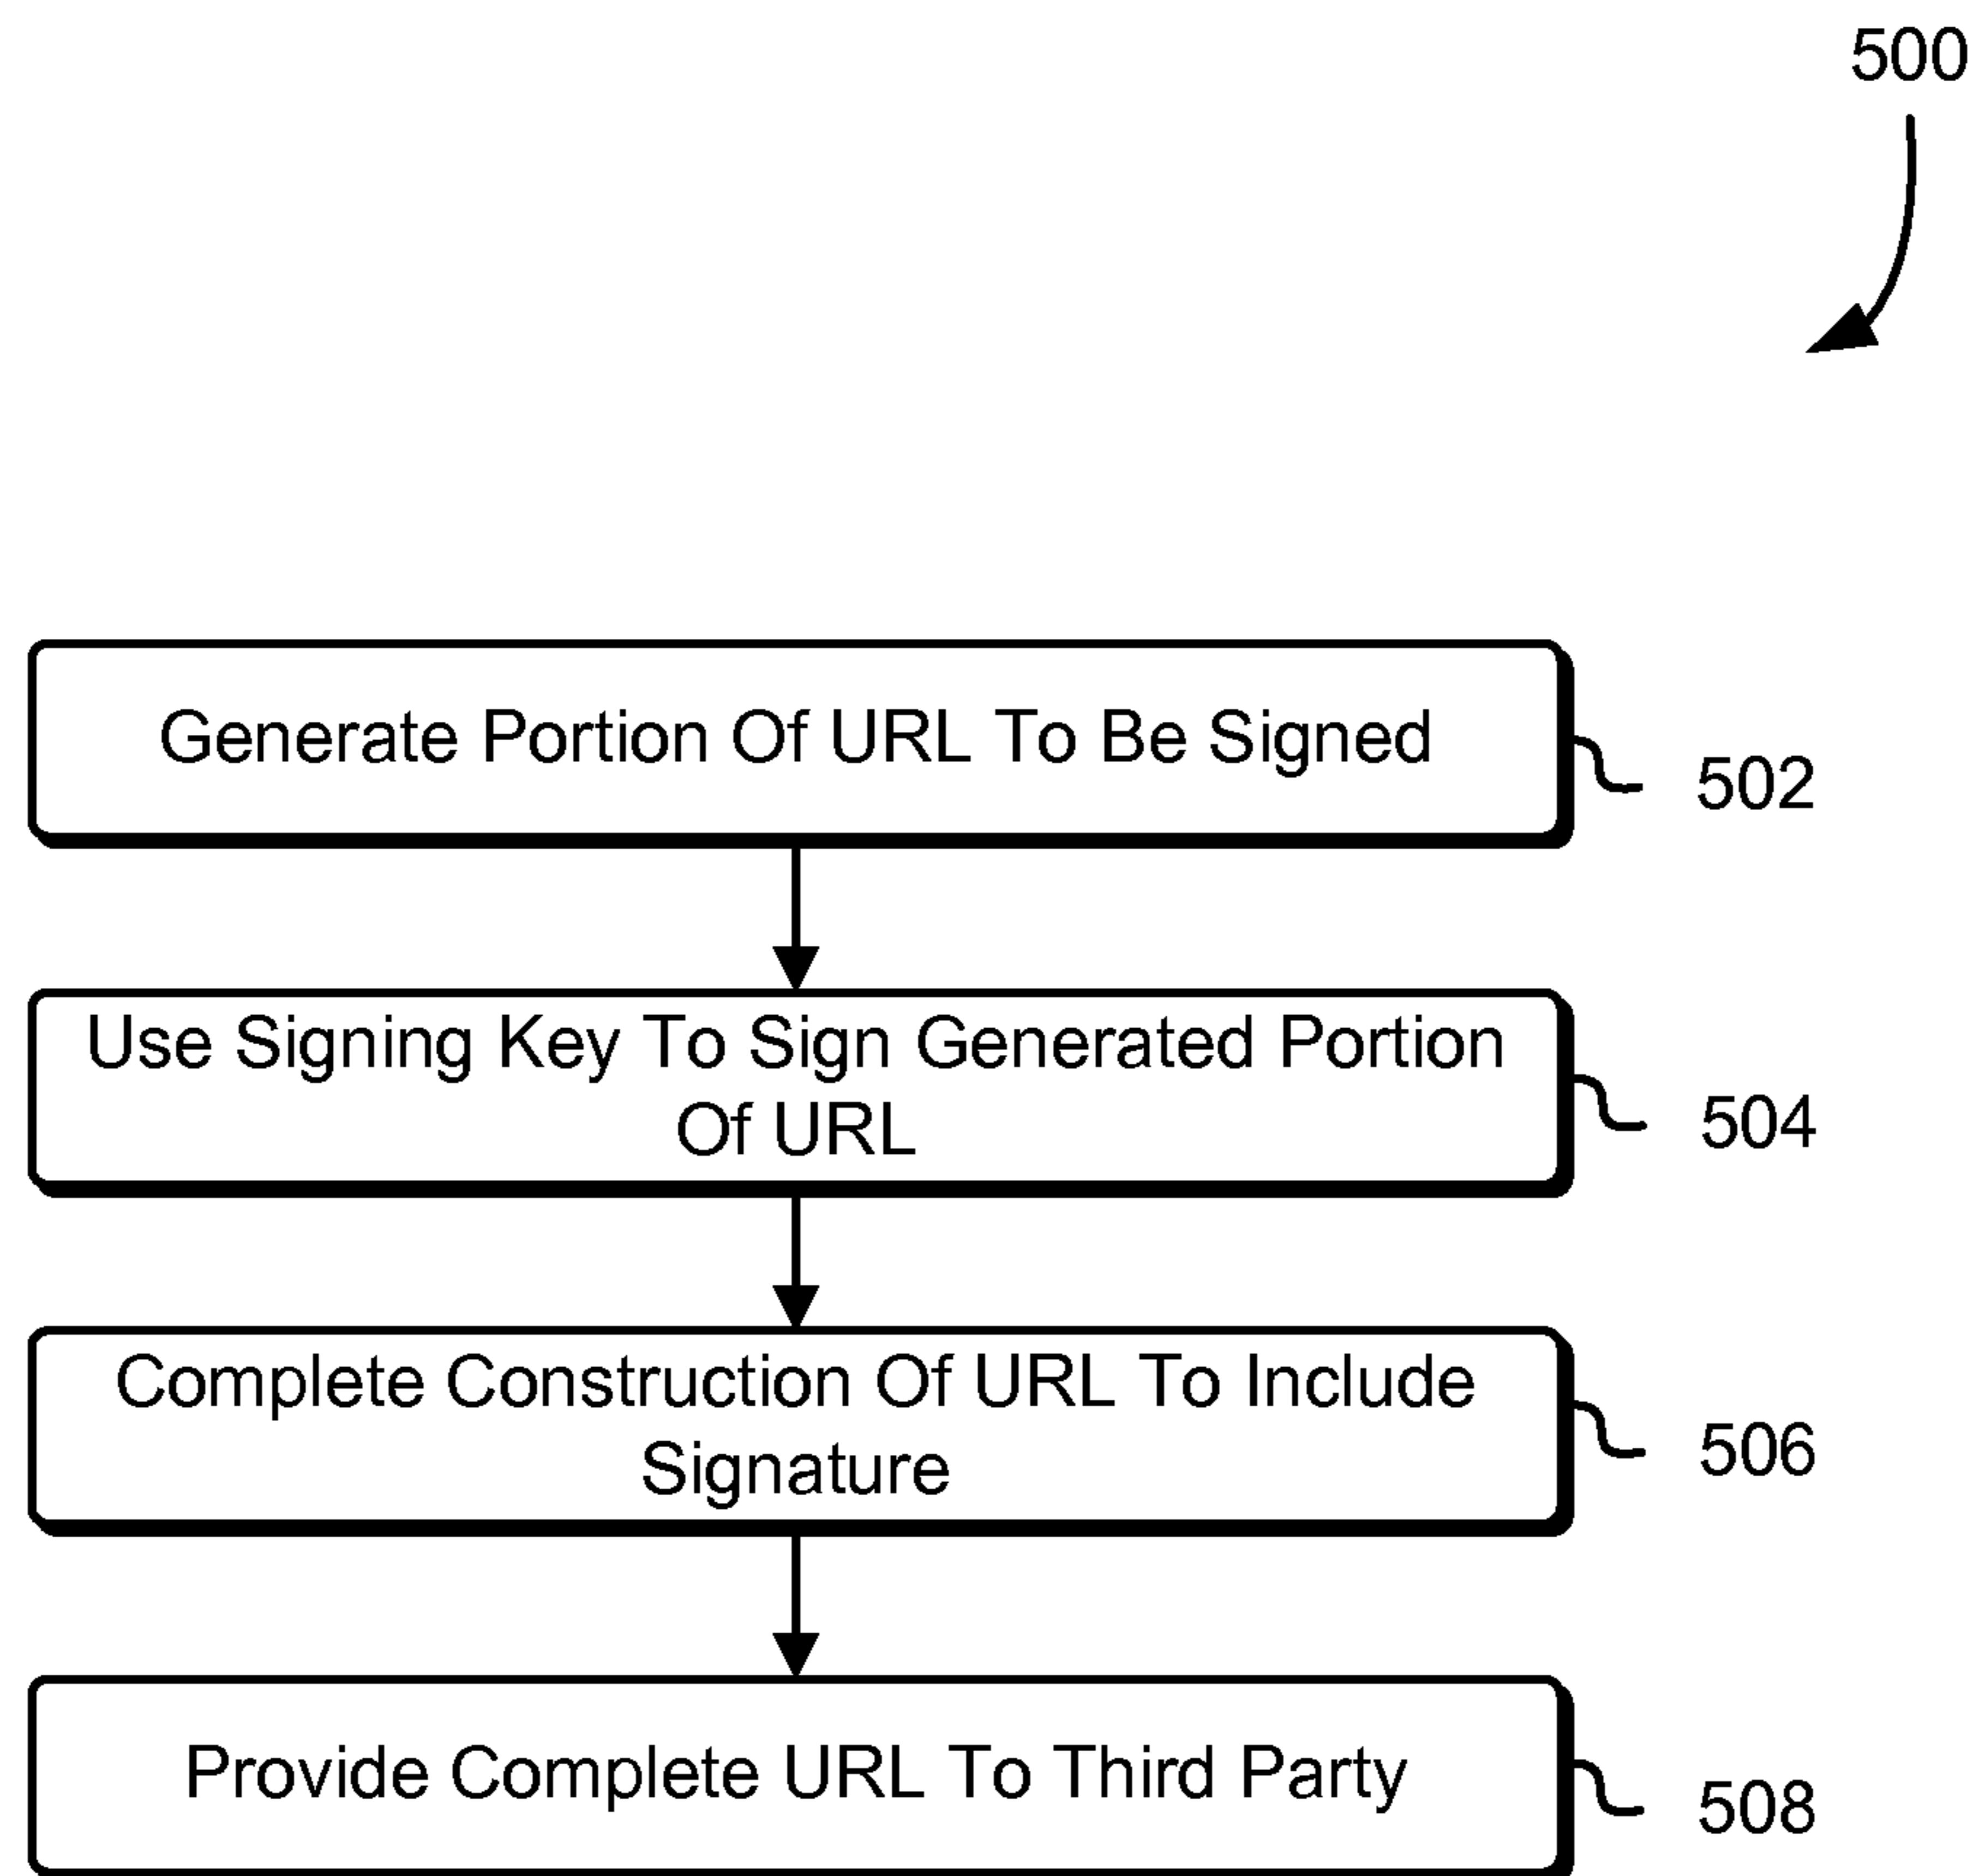 500
Generate Portion Of URL To Be Signed
502
Use Signing Key To Sign Generated Portion
Of URL
504
Complete Construction Of URL To Include
Signature
506
Provide Complete URL To Third Party
508